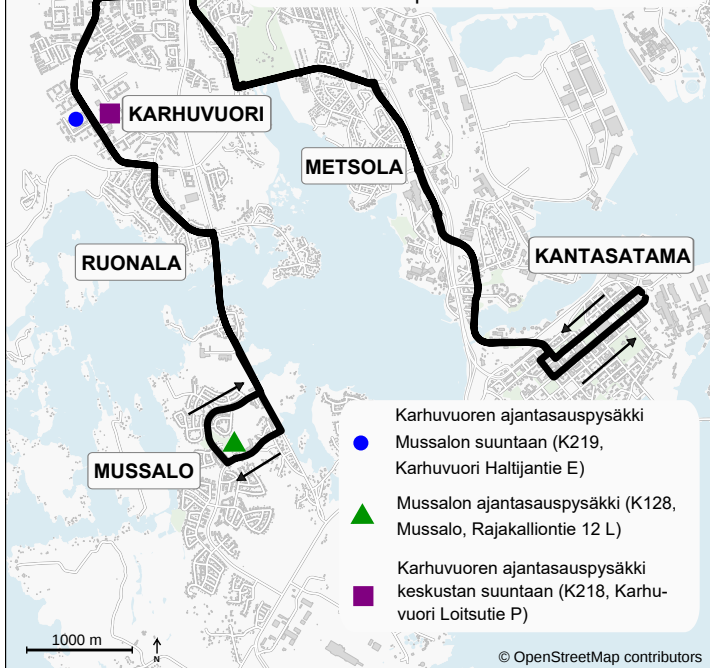 KARHUVUORI
METSOLA
KANTASATAMA
RUONALA
MUSSALO
Karhuvuoren ajantasauspysäkki
Mussalon suuntaan (K219,
Karhuvuori Haltijantie E)
Mussalon ajantasauspysäkki (K128,
Mussalo, Rajakalliontie 12 L)
Karhuvuoren ajantasauspysäkki
keskustan suuntaan (K218, Karhu-
vuori Loitsutie P)
1000 m
N
© OpenStreetMap contributors